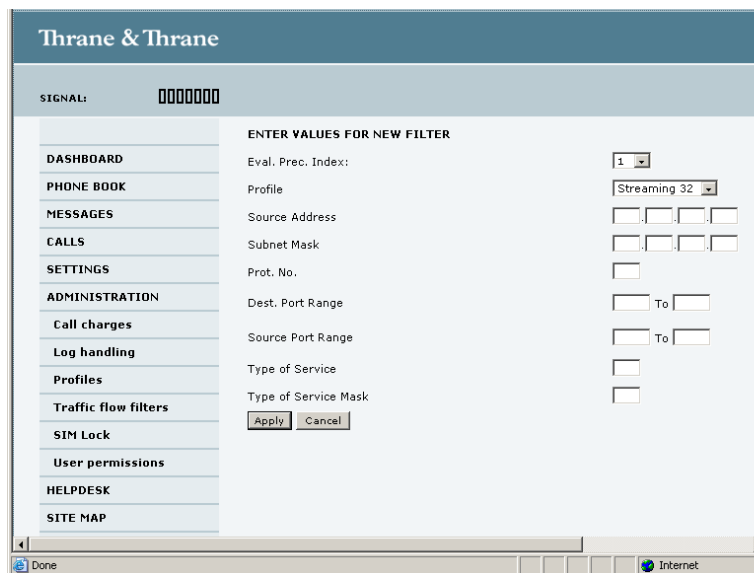 Thrane & Thrane
SIGNAL:
ENTER VALUES FOR NEW FILTER
DASHBOARD
PHONE BOOK
MESSAGES
CALLS
SETTINGS
ADMINISTRATION
Call charges
Log handling
Profiles
Traffic flow filters
SIM Lock
User permissions
HELPDESK
SITE MAP
Eval. Prec. Index: 1
Profile Streaming 32
Source Address . . .
Subnet Mask . . .
Prot. No.
Dest. Port Range To
Source Port Range To
Type of Service
Type of Service Mask
Apply Cancel
Done Internet